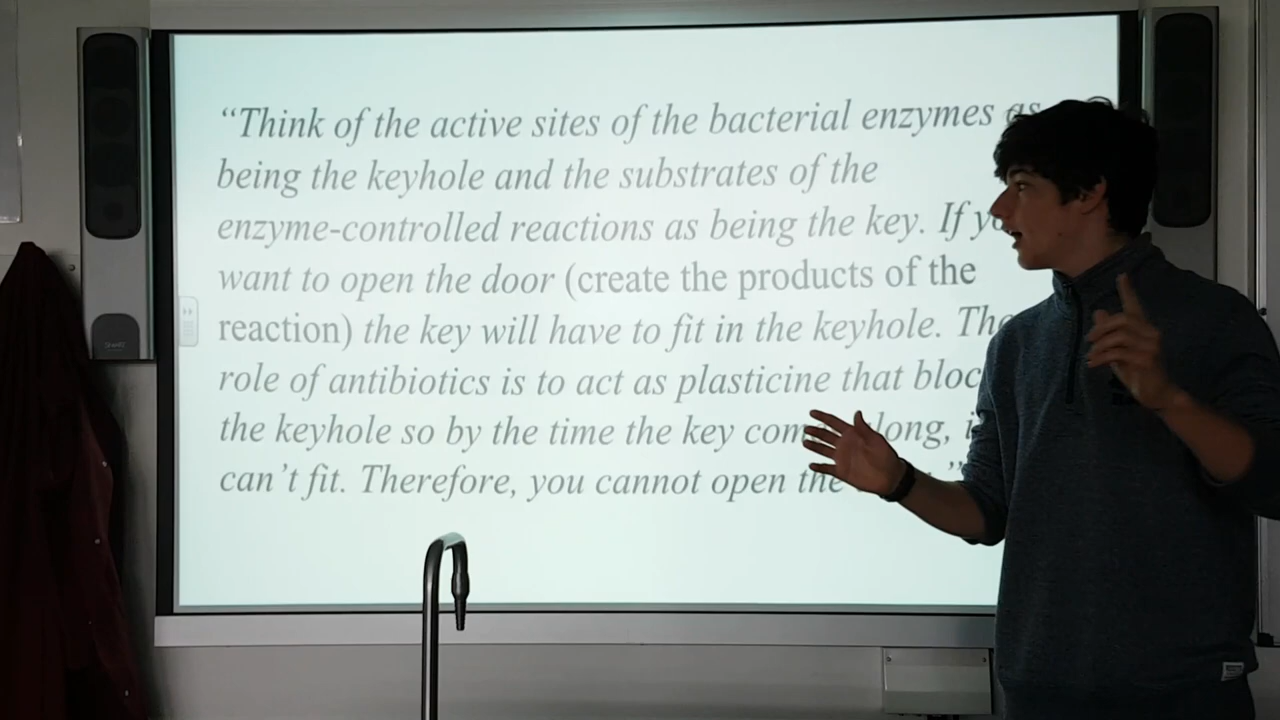 “Think of the active sites of the bacterial enzymes as
being the keyhole and the substrates of the
enzyme-controlled reactions as being the key. If
want to open the door (create the products of the
reaction) the key will have to fit in the keyhole. The
role of antibiotics is to act as plasticine that
the keyhole so by the time the key along,
can’t fit. Therefore, you cannot open the ”